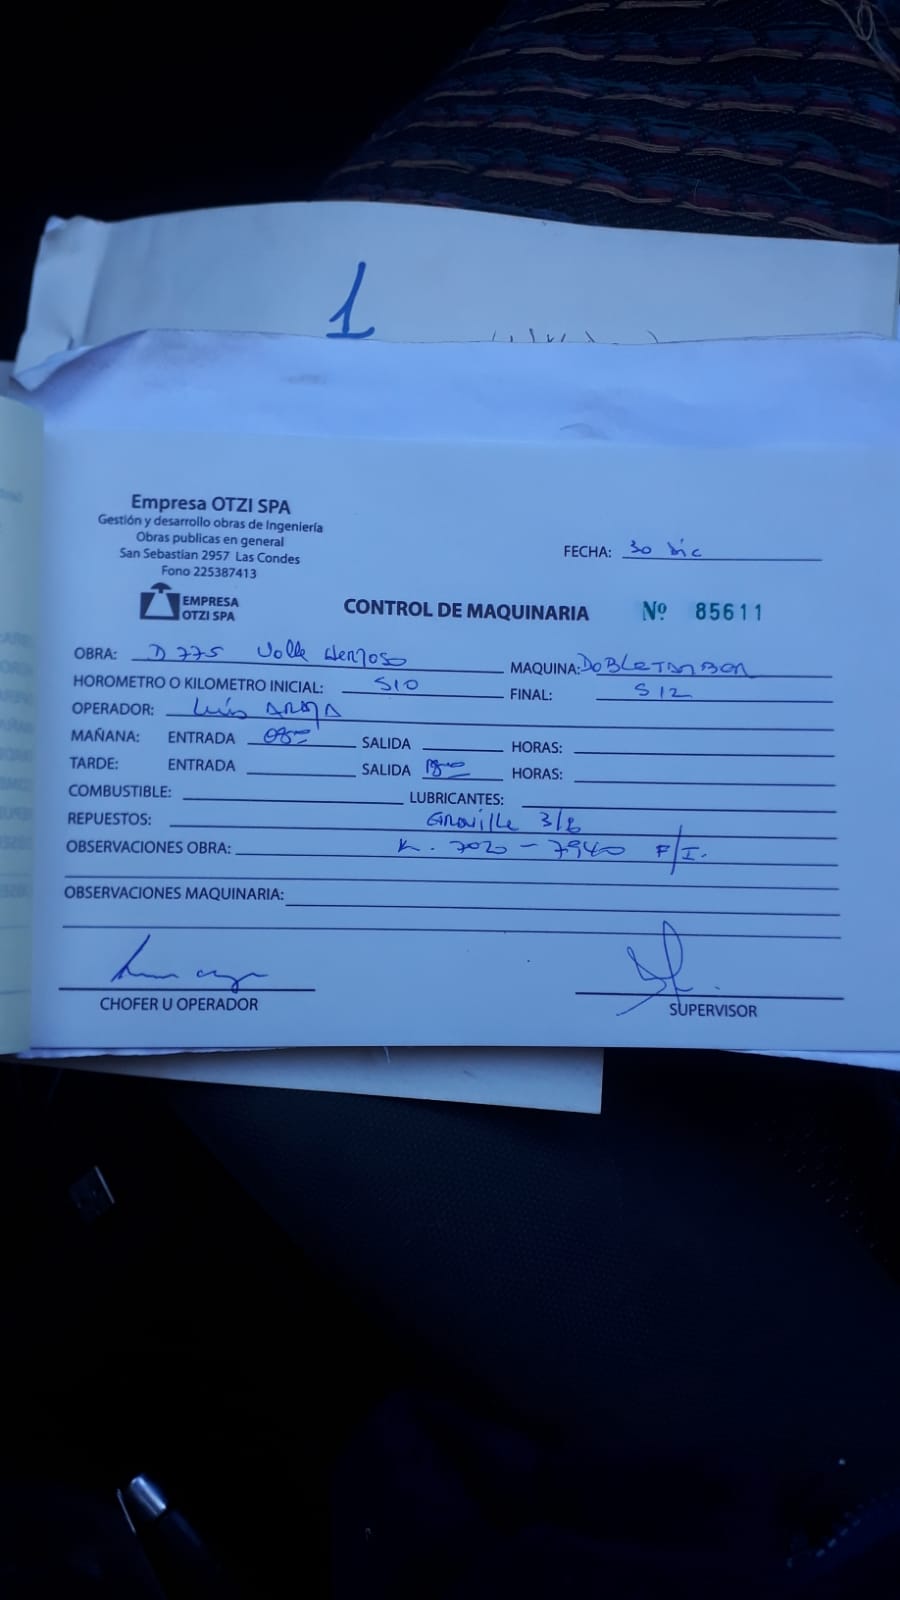 1
Empresa OTZI SPA
Gestión y desarrollo obras de Ingeniería
Obras publicas en general
San Sebastian 2957 Las Condes
Fono 225387413
EMPRESA
OTZI SPA
FECHA: 30 Dic
CONTROL DE MAQUINARIA Nº 85611
OBRA: D775 Valle Hermoso MAQUINA: DOBLETAMBOR
HOROMETRO O KILOMETRO INICIAL: 510 FINAL: 512
OPERADOR: Luis ARAYA
MAÑANA: ENTRADA 08:00 SALIDA HORAS:
TARDE: ENTRADA SALIDA 18:00 HORAS:
COMBUSTIBLE: LUBRICANTES:
REPUESTOS: Gravilla 3/8
OBSERVACIONES OBRA: K. 7020 - 7940 F/I.
OBSERVACIONES MAQUINARIA:
CHOFER U OPERADOR SUPERVISOR